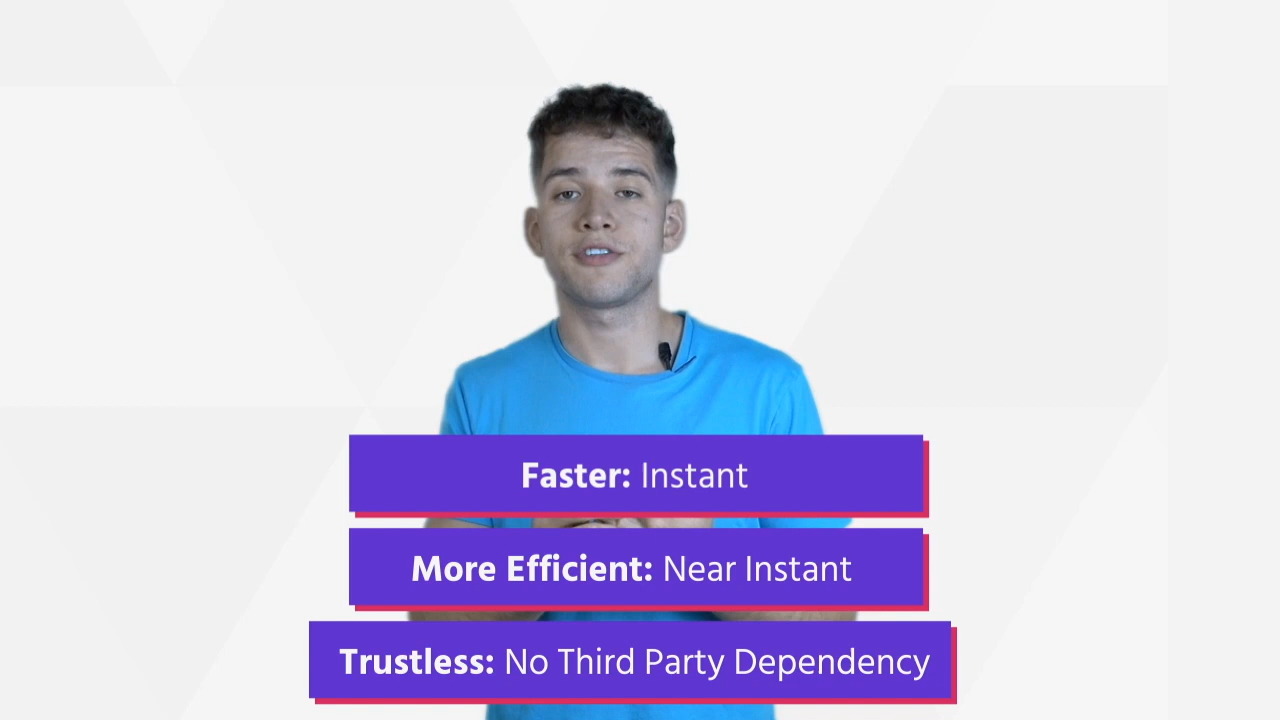 Faster: Instant
More Efficient: Near Instant
Trustless: No Third Party Dependency